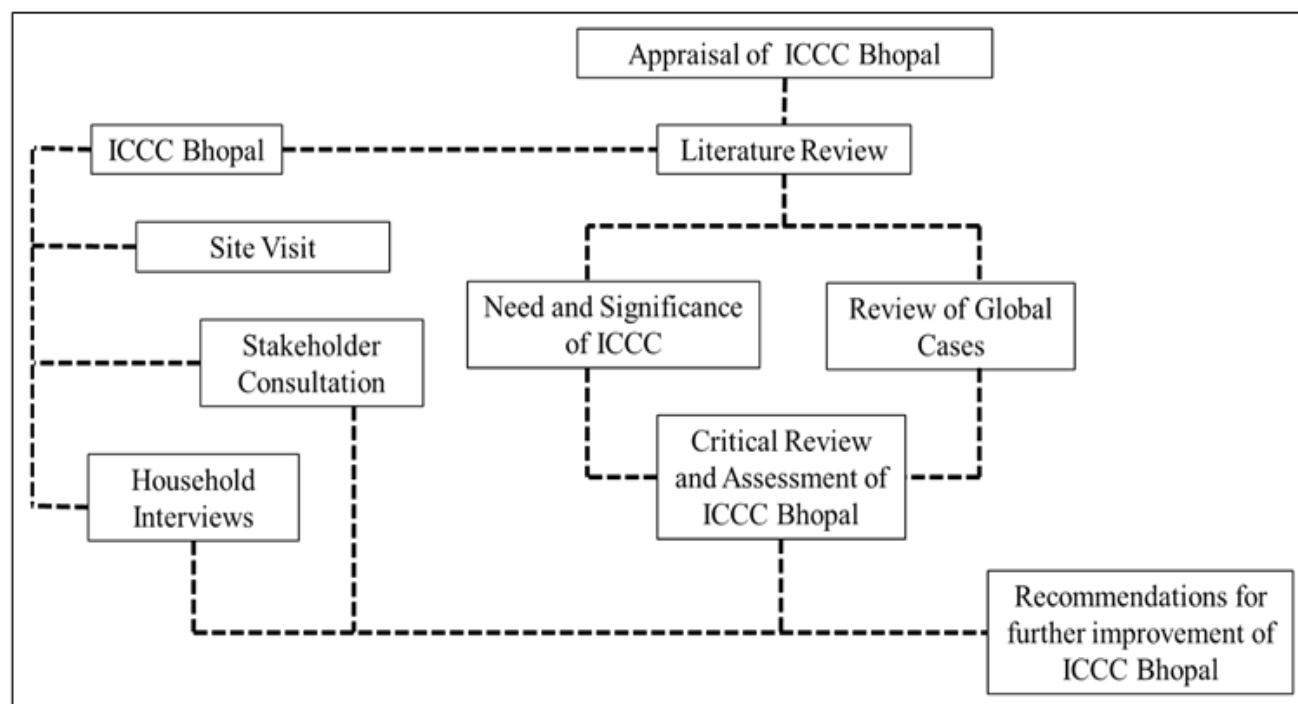 Appraisal of ICCC Bhopal
ICCC Bhopal
Literature Review
Site Visit
Need and Significance
of ICCC
Review of Global
Cases
Stakeholder
Consultation
Critical Review
and Assessment of
ICCC Bhopal
Household
Interviews
Recommendations for
further improvement of
ICCC Bhopal